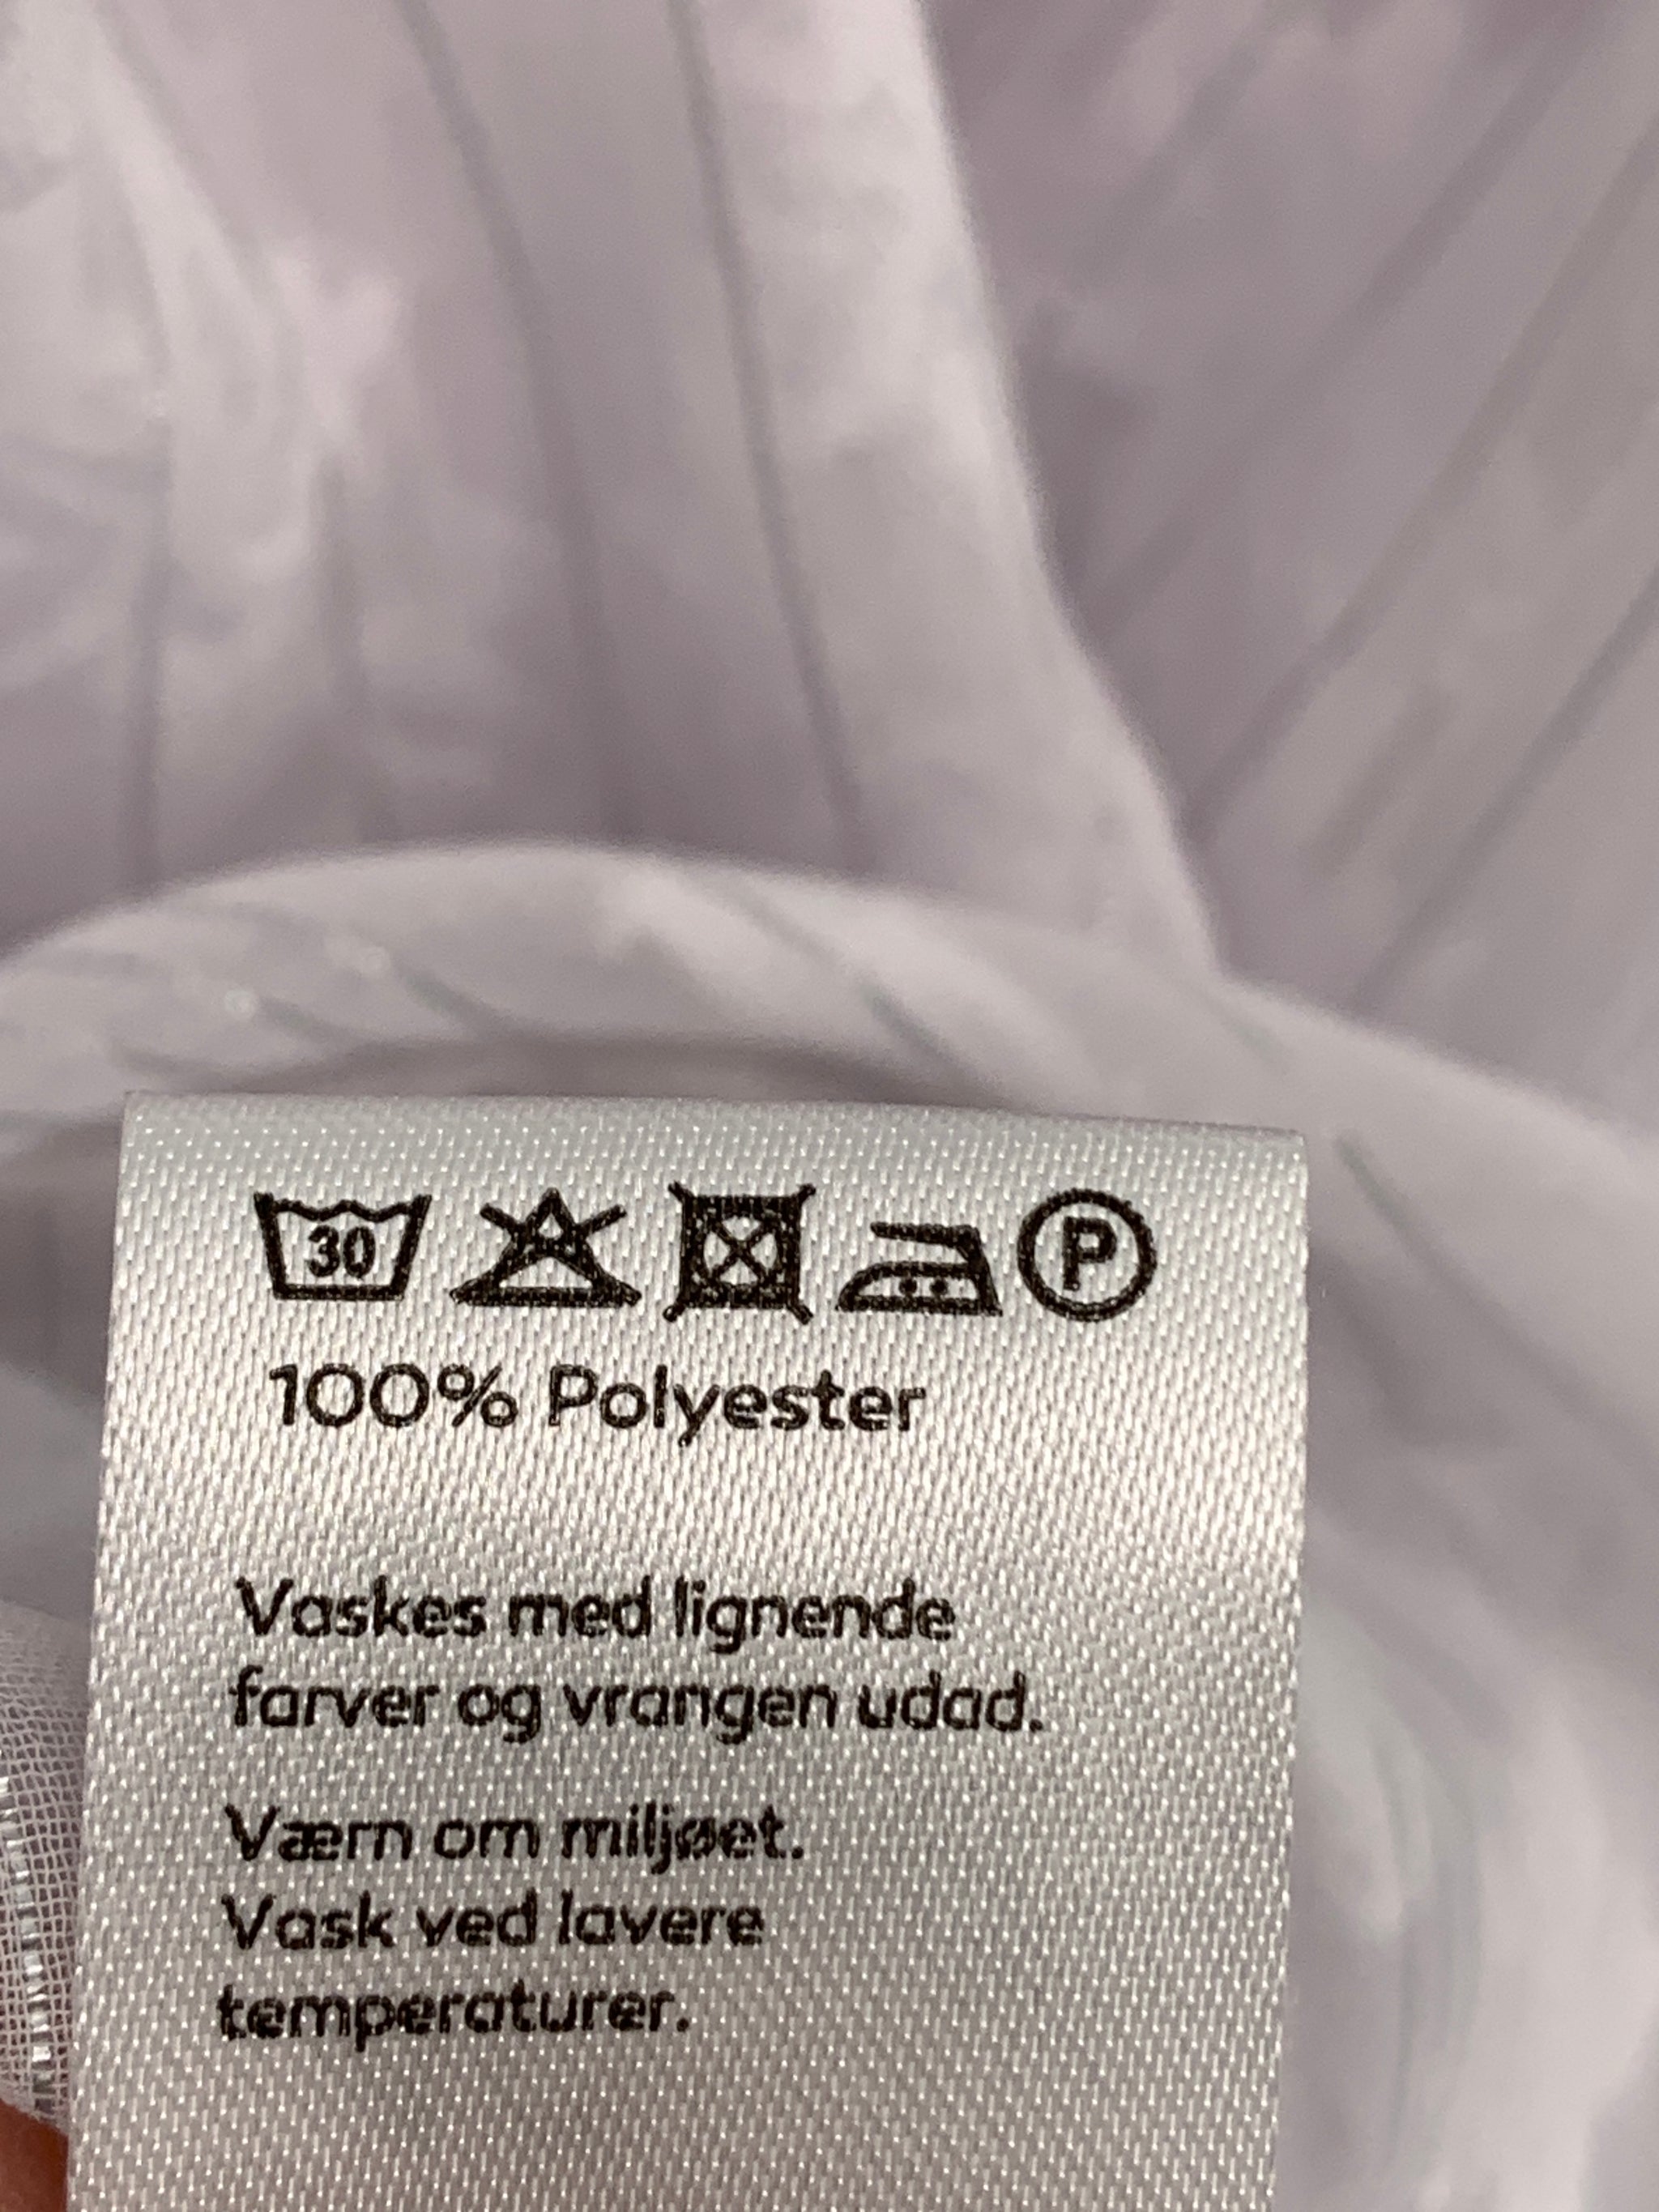 30
P
100% Polyester
Vaskes med lignende
farver og vrangen udad.
Værn om miljøet.
Vask ved lavere
temperaturer.